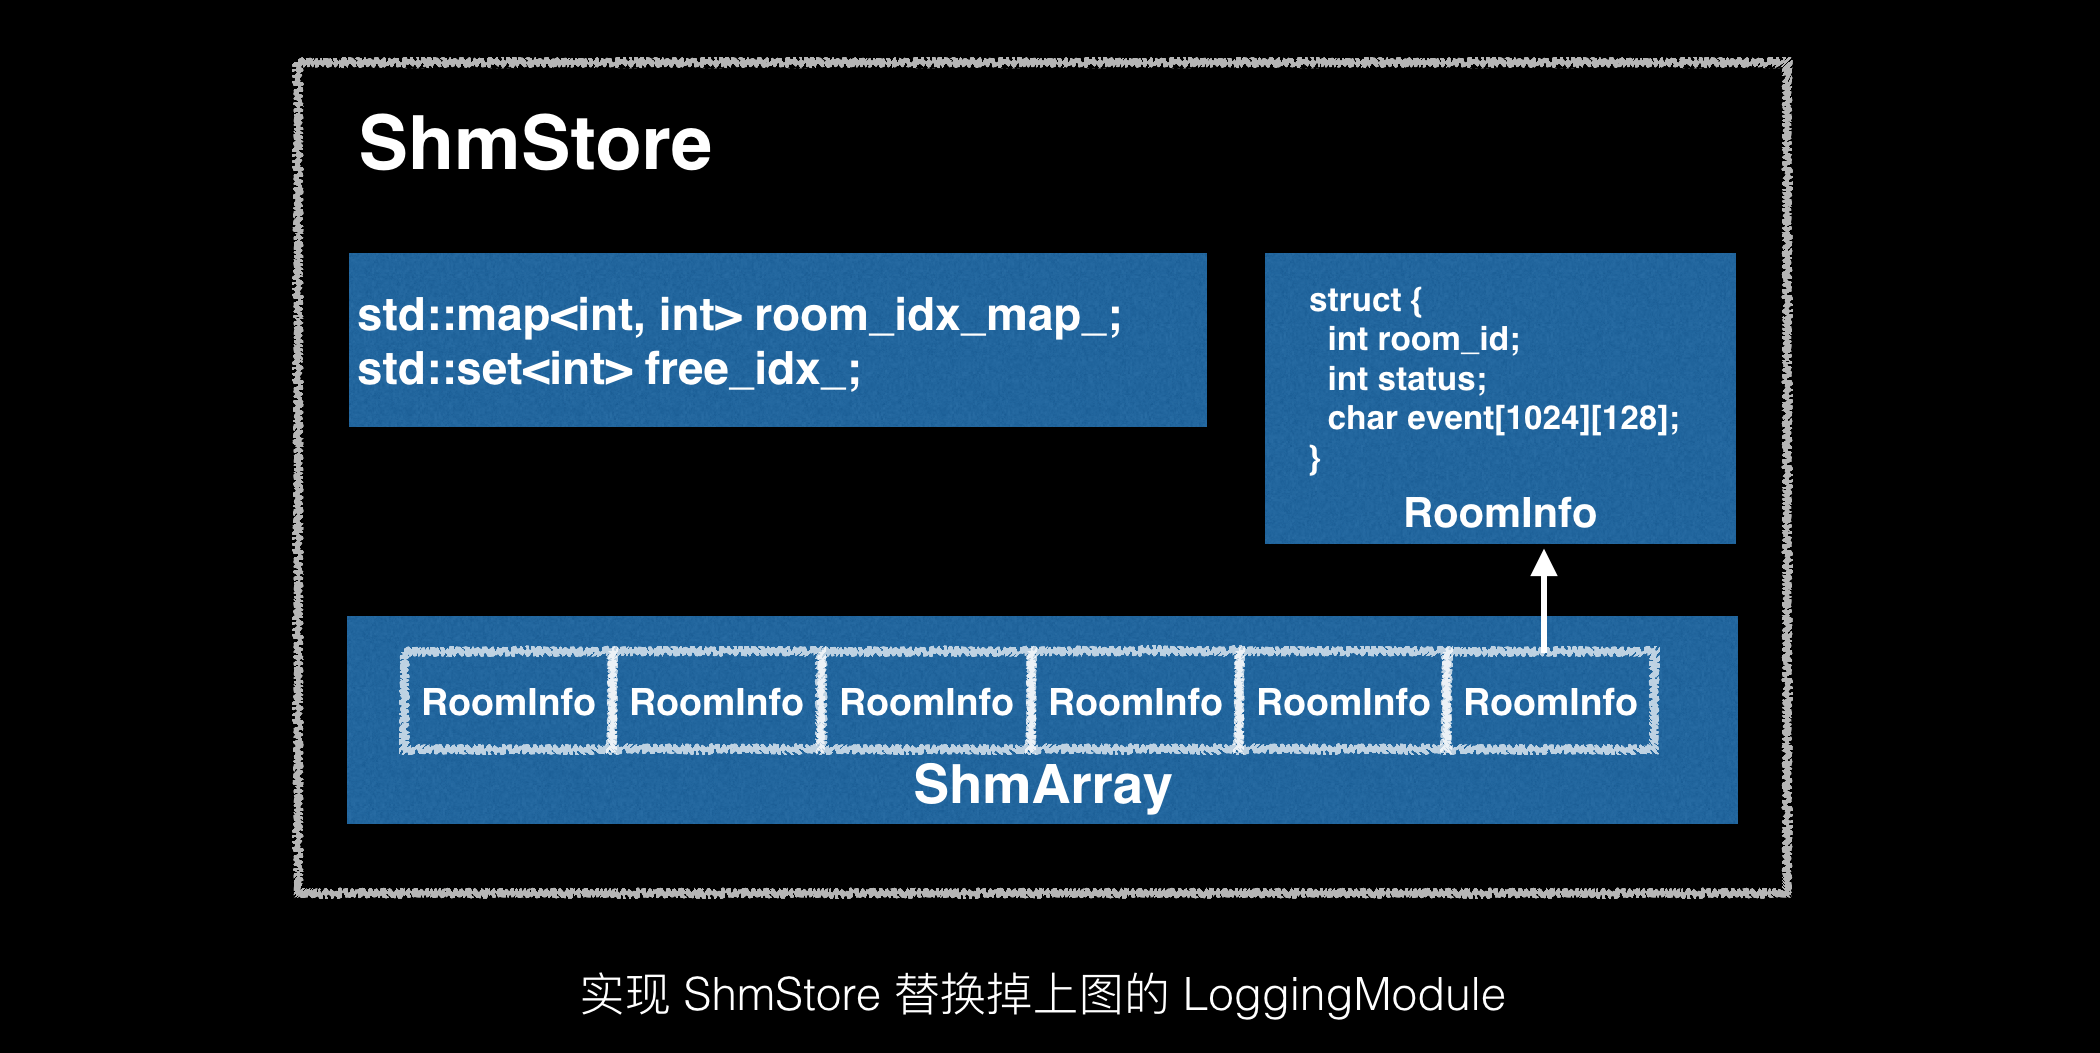 ShmStore
std::map<int, int> room_idx_map_;
std::set<int> free_idx_;
struct {
int room_id;
int status;
char event[1024][128];
}
RoomInfo
RoomInfo RoomInfo RoomInfo RoomInfo RoomInfo RoomInfo
ShmArray
实现 ShmStore 替换掉上图的 LoggingModule